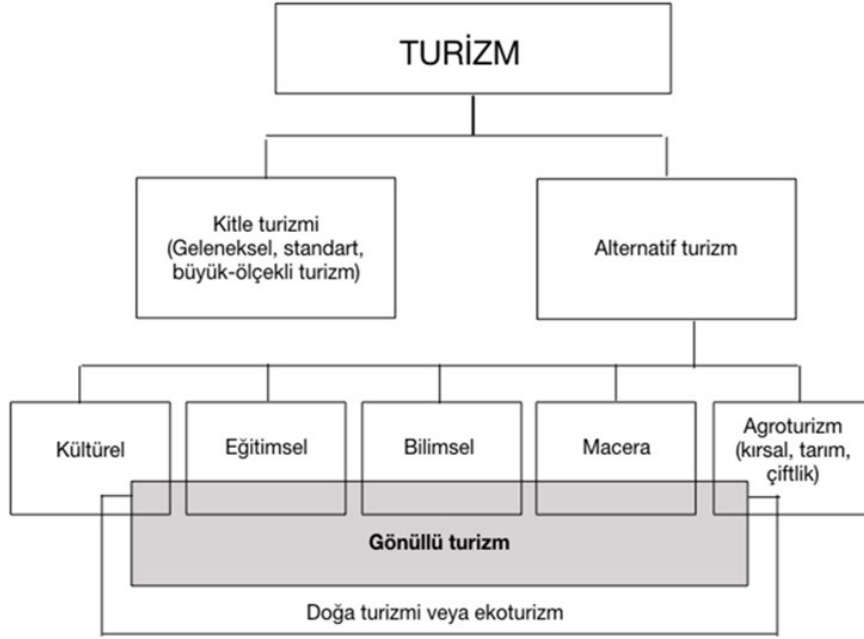 TURİZM
Kitle turizmi
(Geleneksel, standart,
büyük-ölçekli turizm)
Alternatif turizm
Kültürel
Eğitimsel
Bilimsel
Macera
Agroturizm
(kırsal, tarım,
çiftlik)
Gönüllü turizm
Doğa turizmi veya ekoturizm